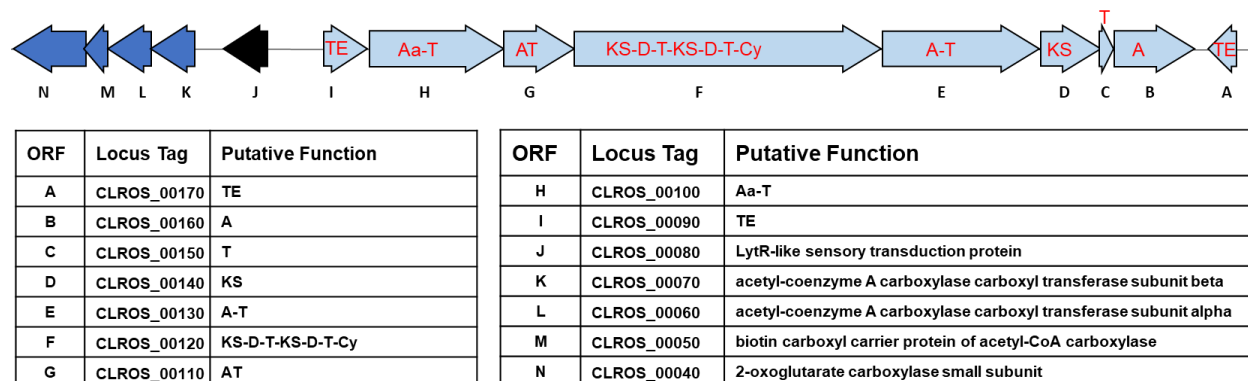 T
TE Aa-T AT KS-D-T-KS-D-T-Cy A-T KS A TE
N M L K J I H G F E D C B A
ORF Locus Tag Putative Function
A CLROS_00170 TE
B CLROS_00160 A
C CLROS_00150 T
D CLROS_00140 KS
E CLROS_00130 A-T
F CLROS_00120 KS-D-T-KS-D-T-Cy
G CLROS_00110 AT
ORF Locus Tag Putative Function
H CLROS_00100 Aa-T
I CLROS_00090 TE
J CLROS_00080 LytR-like sensory transduction protein
K CLROS_00070 acetyl-coenzyme A carboxylase carboxyl transferase subunit beta
L CLROS_00060 acetyl-coenzyme A carboxylase carboxyl transferase subunit alpha
M CLROS_00050 biotin carboxyl carrier protein of acetyl-CoA carboxylase
N CLROS_00040 2-oxoglutarate carboxylase small subunit